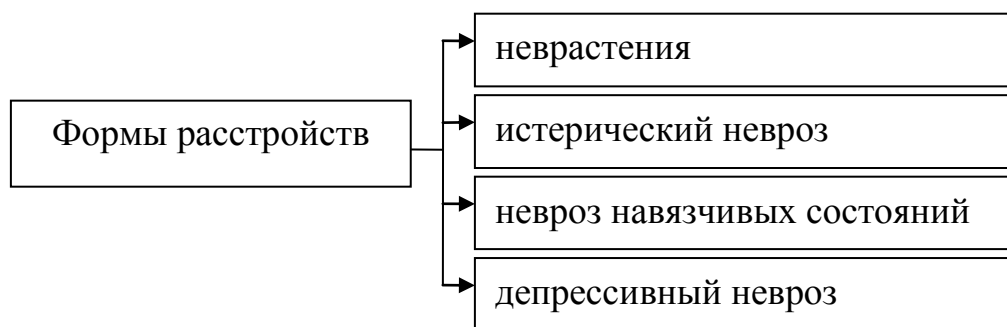 неврастения
Формы расстройств
истерический невроз
невроз навязчивых состояний
депрессивный невроз